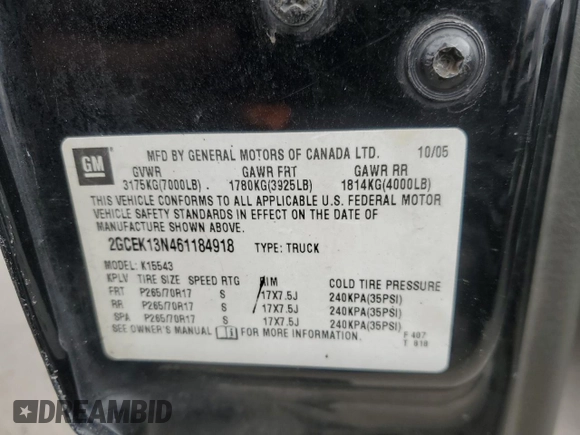 GM
MFD BY GENERAL MOTORS OF CANADA LTD. 10/05
GVWR GAWR FRT GAWR RR
3175KG(7000LB). 1780KG(3925LB) 1814KG(4000LB)
THIS VEHICLE CONFORMS TO ALL APPLICABLE U.S. FEDERAL MOTOR
VEHICLE SAFETY STANDARDS IN EFFECT ON THE DATE OF
MANUFACTURE SHOWN ABOVE.
2GCEK13N461184918 TYPE: TRUCK
MODEL: K15543
KPLV TIRE SIZE SPEED RTG RIM COLD TIRE PRESSURE
FRT P265/70R17 S 17X7.5J 240KPA(35PSI)
RR P265/70R17 S 17X7.5J 240KPA(35PSI)
SPA P265/70R17 S 17X7.5J 240KPA(35PSI)
SEE OWNER'S MANUAL FOR MORE INFORMATION.
F 407
T 818
DREAMBID